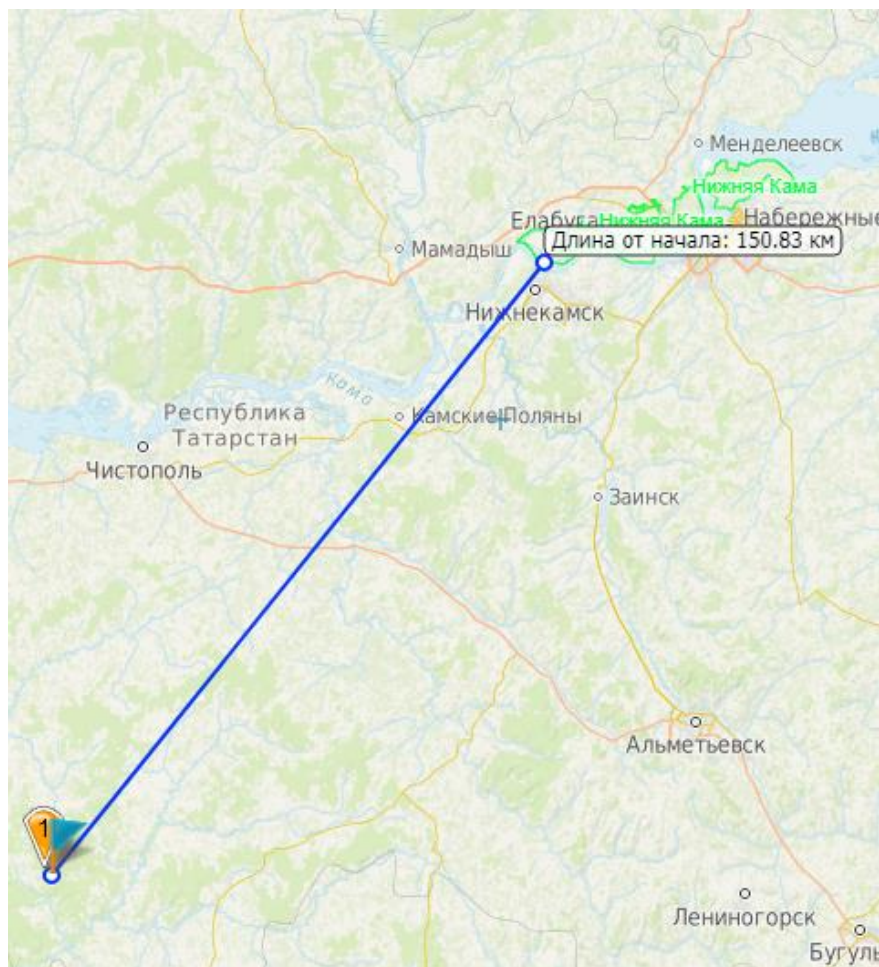 Менделеевск
Нижняя Кама
Елабуга
Нижняя Кама
Набережные
Длина от начала: 150.83 км
Мамадыш
Нижнекамск
Кама
Республика
Татарстан
Камские Поляны
Чистополь
Заинск
Альметьевск
1
Лениногорск
Бугуль